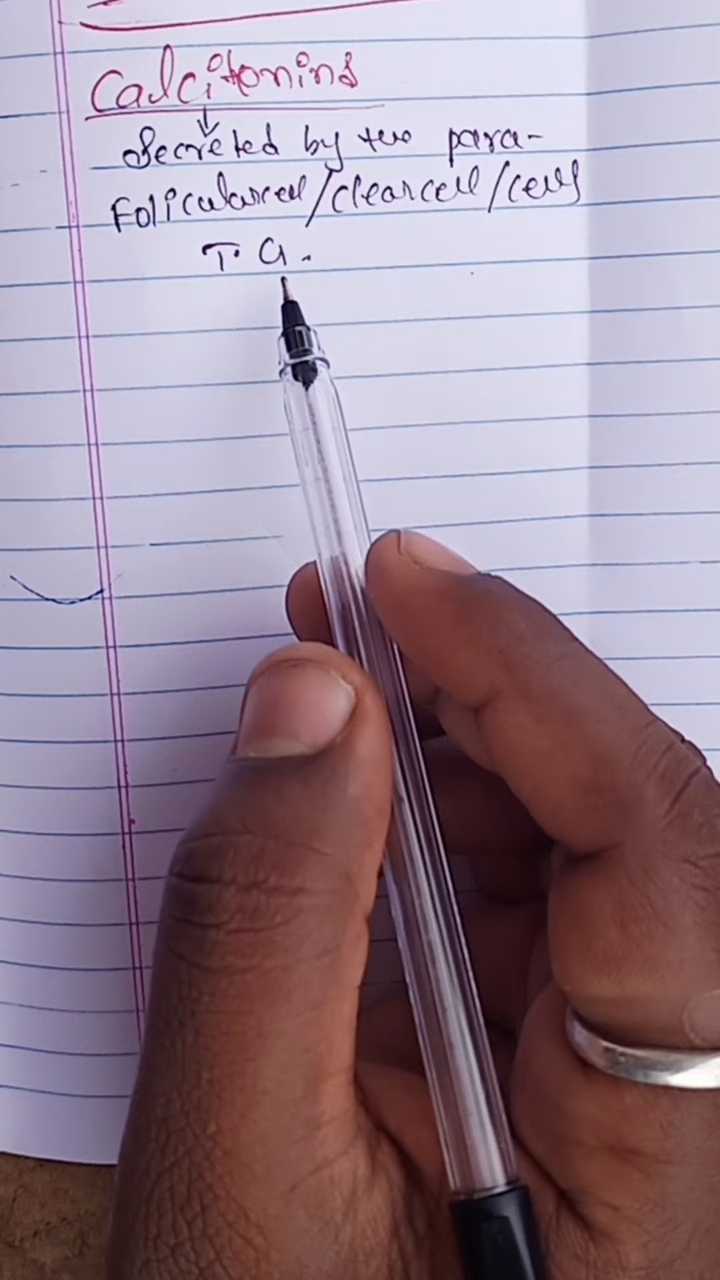 Calcitonins
Secreted by the para-
Folicularcell/clearcell/cells
T. G.